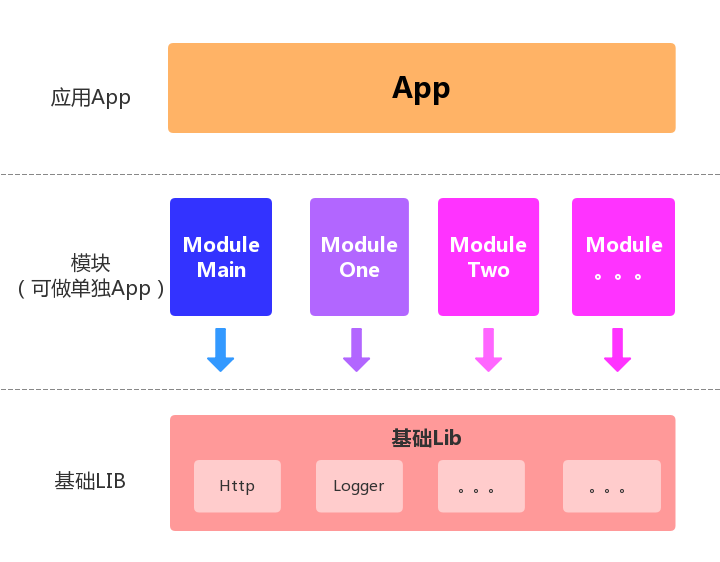 应用App
App
模块
（可做单独App）
Module
Main
Module
One
Module
Two
Module
。。。
基础LIB
基础Lib
Http
Logger
。。。
。。。